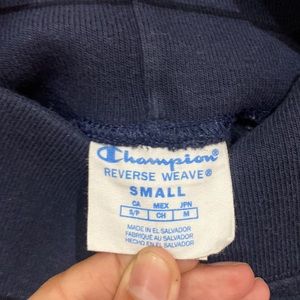 Champion®
REVERSE WEAVE®
SMALL
CA MEX JPN
S/P CH M
MADE IN EL SALVADOR
FABRIQUÉ AU SALVADOR
HECHO EN EL SALVADOR